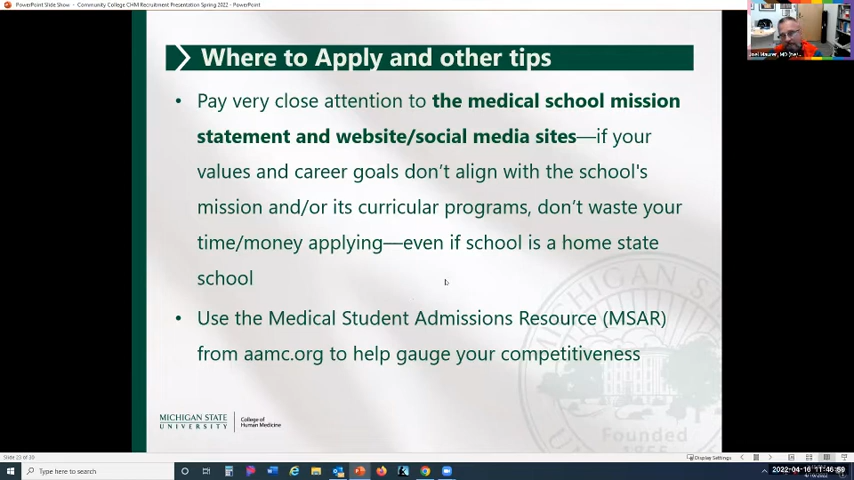 PowerPoint Slide Show - Community College CHM Recruitment Presentation Spring 2022 - PowerPoint
Where to Apply and other tips
• Pay very close attention to the medical school mission
statement and website/social media sites—if your
values and career goals don't align with the school's
mission and/or its curricular programs, don't waste your
time/money applying—even if school is a home state
school
• Use the Medical Student Admissions Resource (MSAR)
from aamc.org to help gauge your competitiveness
MICHIGAN STATE
UNIVERSITY
College of
Human Medicine
MICHIGAN STATE
Founded
1855
Joel Maurer, MD
Display Settings
Type here to search
2022-04-16 11:46:59